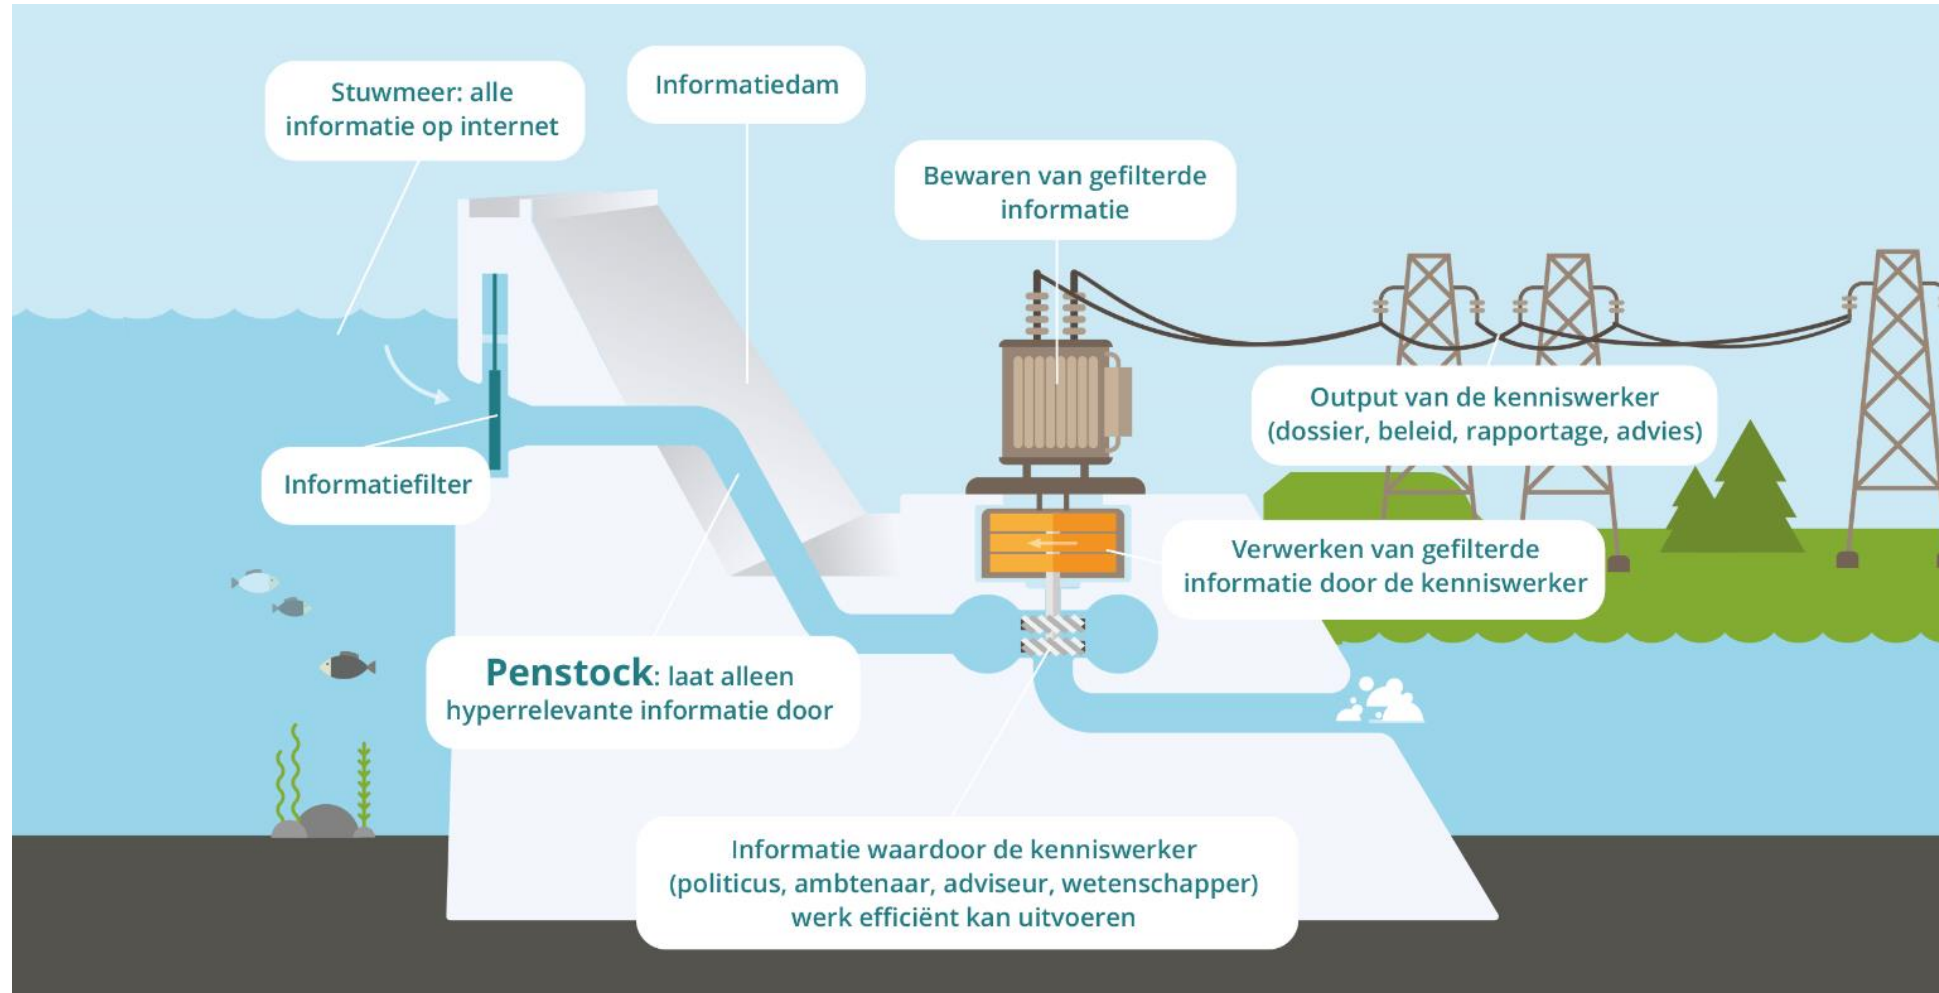 Stuwmeer: alle
informatie op internet
Informatiedam
Bewaren van gefilterde
informatie
Output van de kenniswerker
(dossier, beleid, rapportage, advies)
Informatiefilter
Verwerken van gefilterde
informatie door de kenniswerker
Penstock: laat alleen
hyperrelevante informatie door
Informatie waardoor de kenniswerker
(politicus, ambtenaar, adviseur, wetenschapper)
werk efficiënt kan uitvoeren